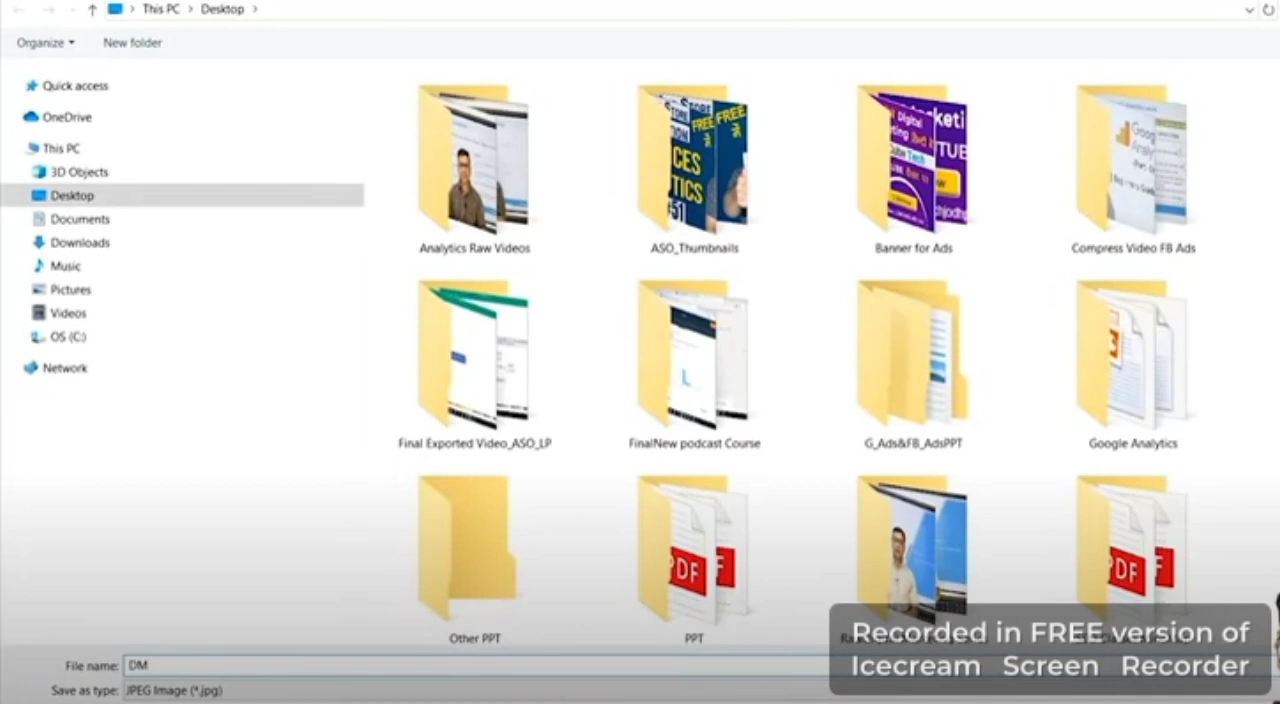 This PC > Desktop >
Organize
New folder
Quick access
OneDrive
This PC
3D Objects
Desktop
Documents
Downloads
Music
Pictures
Videos
OS (C:)
Network
Analytics Raw Videos
ASO_Thumbnails
Banner for Ads
Compress Video FB Ads
Final Exported Video_ASO_LP
FinalNew podcast Course
G_Ads&FB_AdsPPT
Google Analytics
Other PPT
PPT
File name: DM
Save as type: JPEG Image (*.jpg)
Recorded in FREE version of
Icecream Screen Recorder